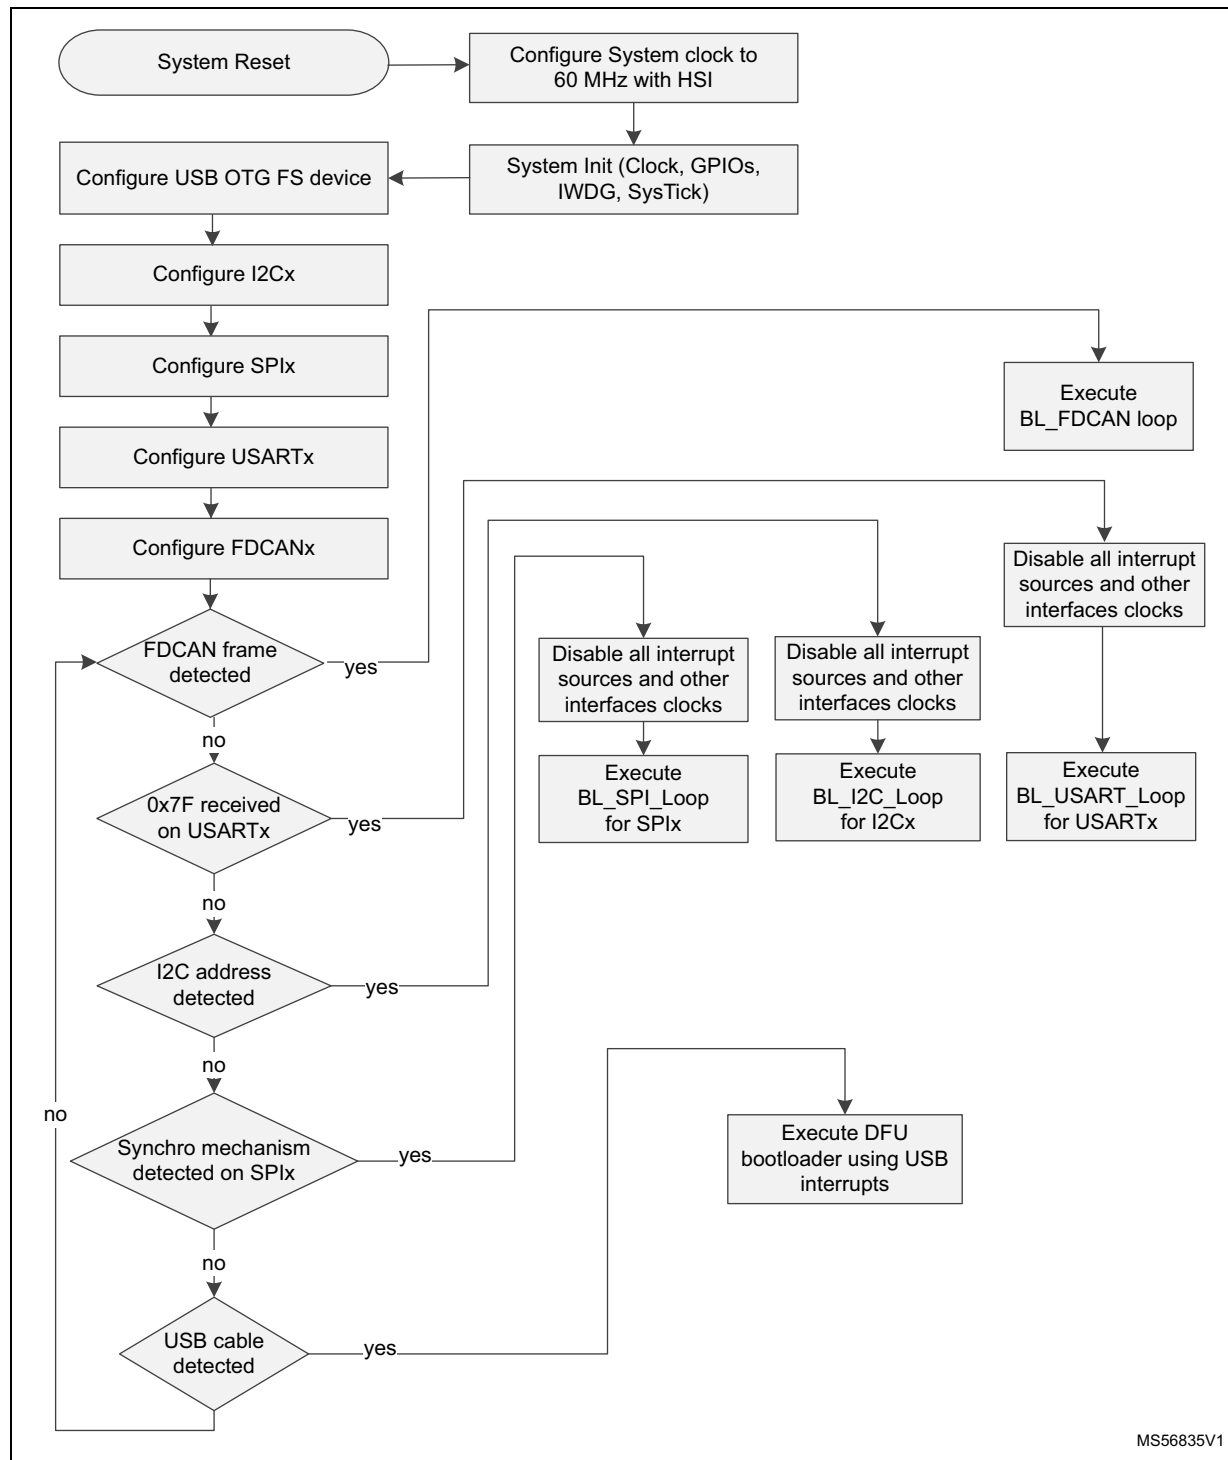 System Reset
Configure System clock to
60 MHz with HSI
Configure USB OTG FS device
System Init (Clock, GPIOs,
IWDG, SysTick)
Configure I2Cx
Configure SPIx
Execute
BL_FDCAN loop
Configure USARTx
Configure FDCANx
Disable all interrupt
sources and other
interfaces clocks
FDCAN frame
detected
yes
Disable all interrupt
sources and other
interfaces clocks
Disable all interrupt
sources and other
interfaces clocks
no
0x7F received
on USARTx
yes
Execute
BL_SPI_Loop
for SPIx
Execute
BL_I2C_Loop
for I2Cx
Execute
BL_USART_Loop
for USARTx
no
I2C address
detected
yes
no
no
Synchro mechanism
detected on SPIx
yes
Execute DFU
bootloader using USB
interrupts
no
USB cable
detected
yes
MS56835V1